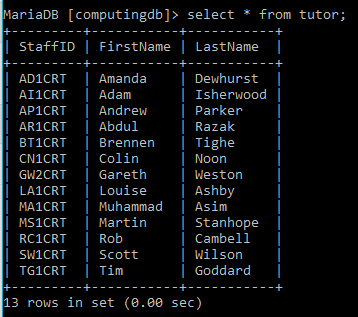 MariaDB [computingdb]> select * from tutor;
+---------+-----------+-----------+
| StaffID | FirstName | LastName  |
+---------+-----------+-----------+
| AD1CRT  | Amanda    | Dewhurst  |
| AI1CRT  | Adam      | Isherwood |
| AP1CRT  | Andrew    | Parker    |
| AR1CRT  | Abdul     | Razak     |
| BT1CRT  | Brennen   | Tighe     |
| CN1CRT  | Colin     | Noon      |
| GW2CRT  | Gareth    | Weston    |
| LA1CRT  | Louise    | Ashby     |
| MA1CRT  | Muhammad  | Asim      |
| MS1CRT  | Martin    | Stanhope  |
| RC1CRT  | Rob       | Cambell   |
| SW1CRT  | Scott     | Wilson    |
| TG1CRT  | Tim       | Goddard   |
+---------+-----------+-----------+
13 rows in set (0.00 sec)